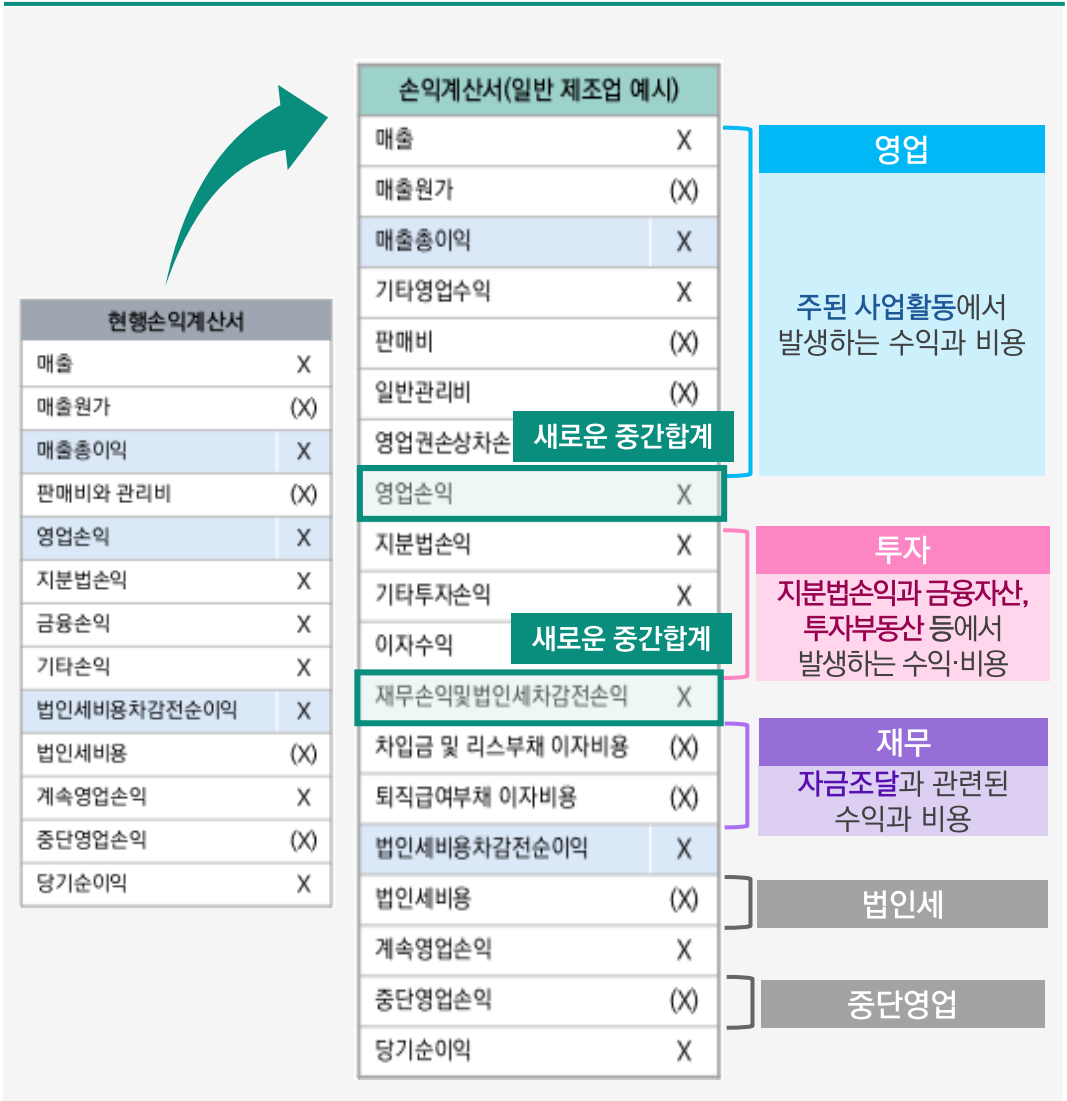 현행손익계산서
매출 X
매출원가 (X)
매출총이익 X
판매비와 관리비 (X)
영업손익 X
지분법손익 X
금융손익 X
기타손익 X
법인세비용차감전순이익 X
법인세비용 (X)
계속영업손익 X
중단영업손익 (X)
당기순이익 X
손익계산서(일반 제조업 예시)
매출 X
매출원가 (X)
매출총이익 X
기타영업수익 X
판매비 (X)
일반관리비 (X)
영업권손상차손
새로운 중간합계
영업손익 X
지분법손익 X
기타투자손익 X
이자수익
새로운 중간합계
재무손익및법인세차감전손익 X
차입금 및 리스부채 이자비용 (X)
퇴직급여부채 이자비용 (X)
법인세비용차감전순이익 X
법인세비용 (X)
계속영업손익 X
중단영업손익 (X)
당기순이익 X
영업
주된 사업활동에서
발생하는 수익과 비용
투자
지분법손익과 금융자산,
투자부동산 등에서
발생하는 수익·비용
재무
자금조달과 관련된
수익과 비용
법인세
중단영업